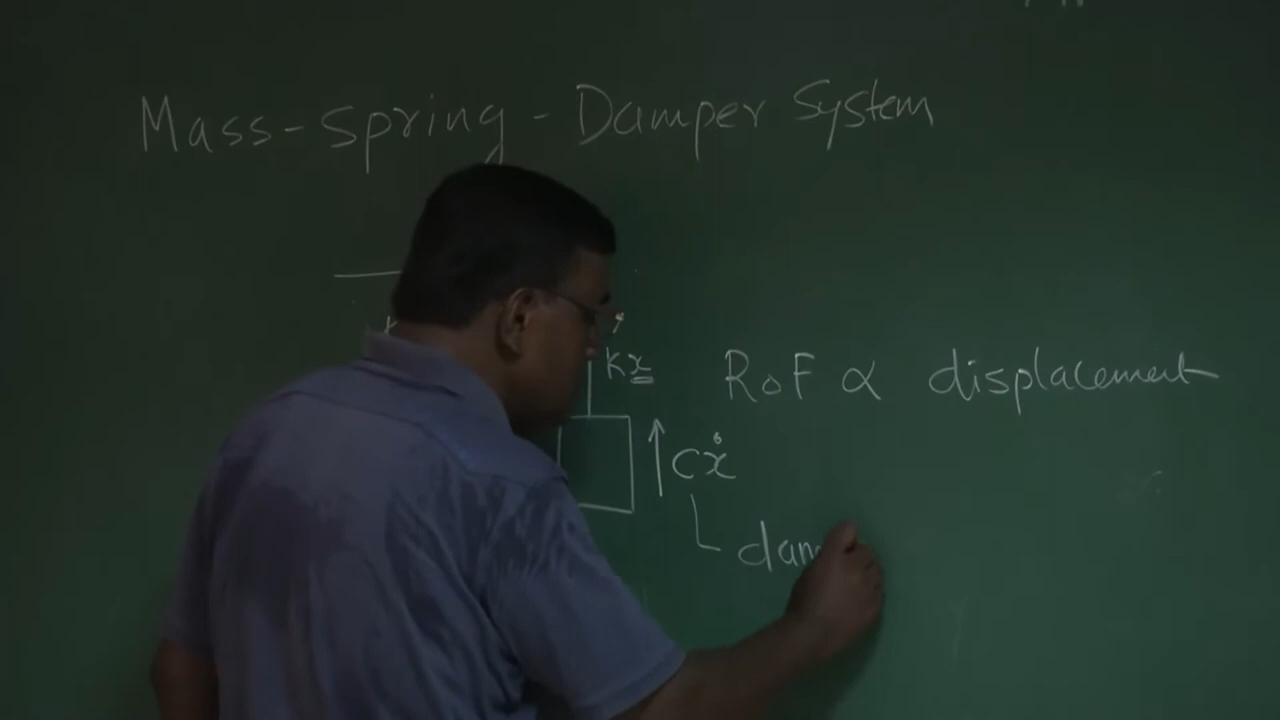 Mass-Spring-Damper System
kx
RoF ∝ displacement
cẋ
dam